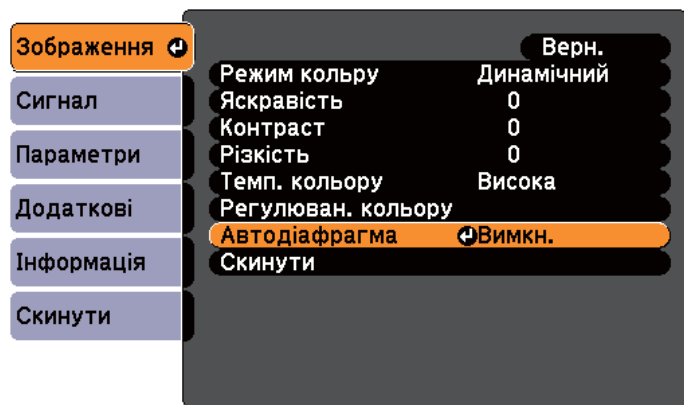 Зображення
Сигнал
Параметри
Додаткові
Інформація
Скинути
Верн.
Режим кольру Динамічний
Яскравість 0
Контраст 0
Різкість 0
Темп. кольору Висока
Регулюван. кольору
Автодіафрагма Вимкн.
Скинути